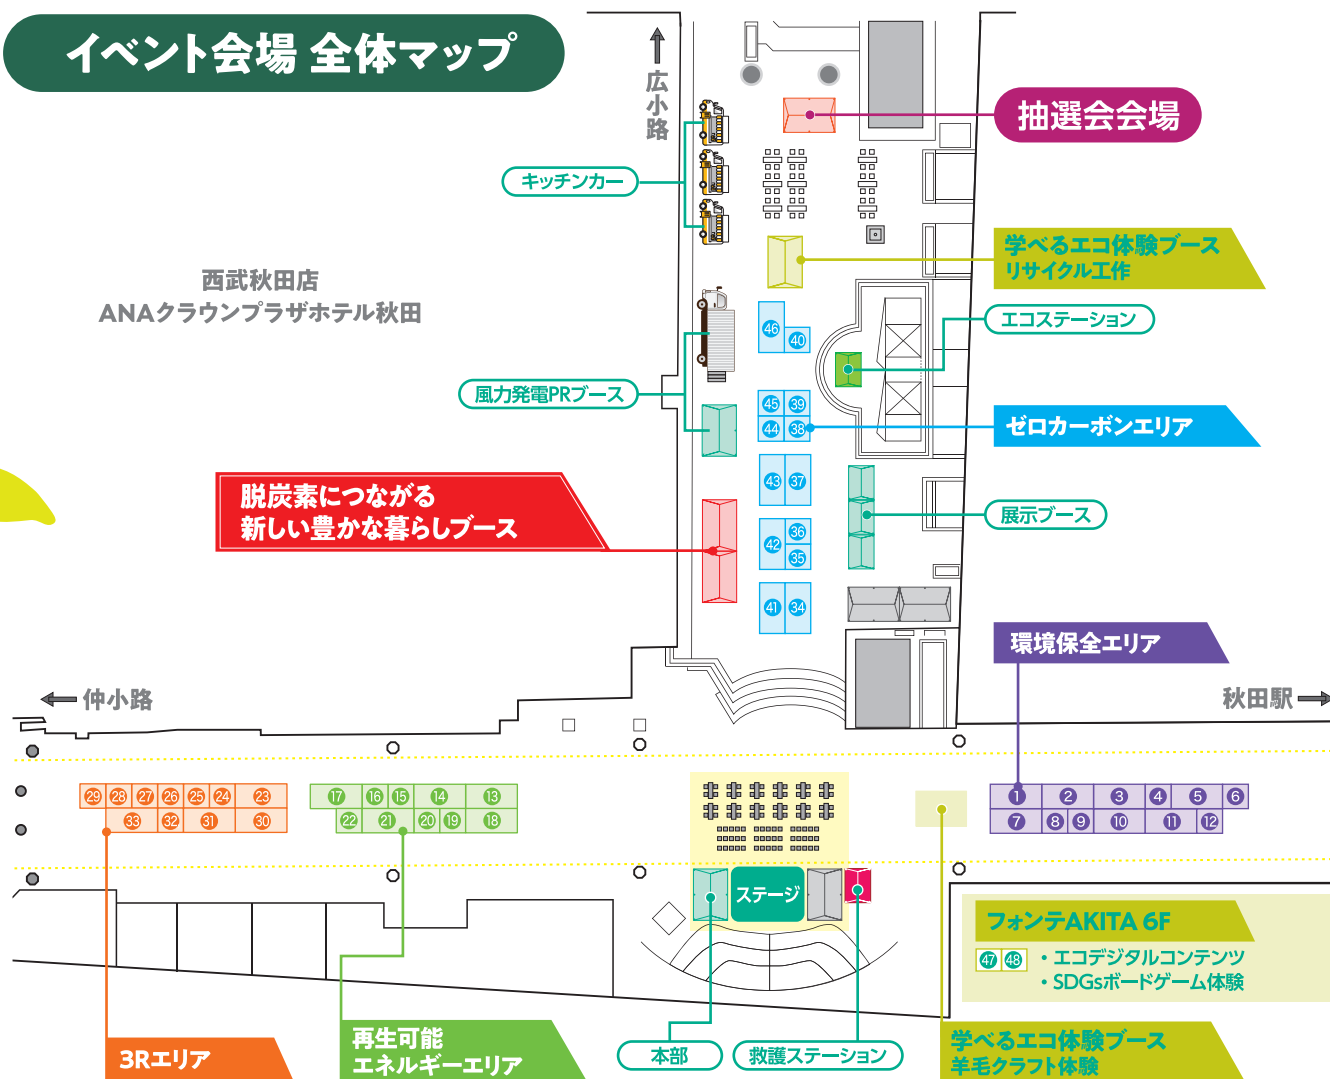 イベント会場 全体マップ
広小路
抽選会会場
キッチンカー
学べるエコ体験ブース
リサイクル工作
西武秋田店
ANAクラウンプラザホテル秋田
エコステーション
46
40
風力発電PRブース
45
39
44
38
ゼロカーボンエリア
脱炭素につながる
新しい豊かな暮らしブース
43
37
展示ブース
42
36
35
41
34
環境保全エリア
仲小路
秋田駅
29 28 27 26 25 24 23
33 32 31 30
17 16 15 14 13
22 21 20 19 18
1 2 3 4 5 6
7 8 9 10 11 12
ステージ
フォンテAKITA 6F
47 48
・エコデジタルコンテンツ
・SDGsボードゲーム体験
3Rエリア
再生可能
エネルギーエリア
本部
救護ステーション
学べるエコ体験ブース
羊毛クラフト体験